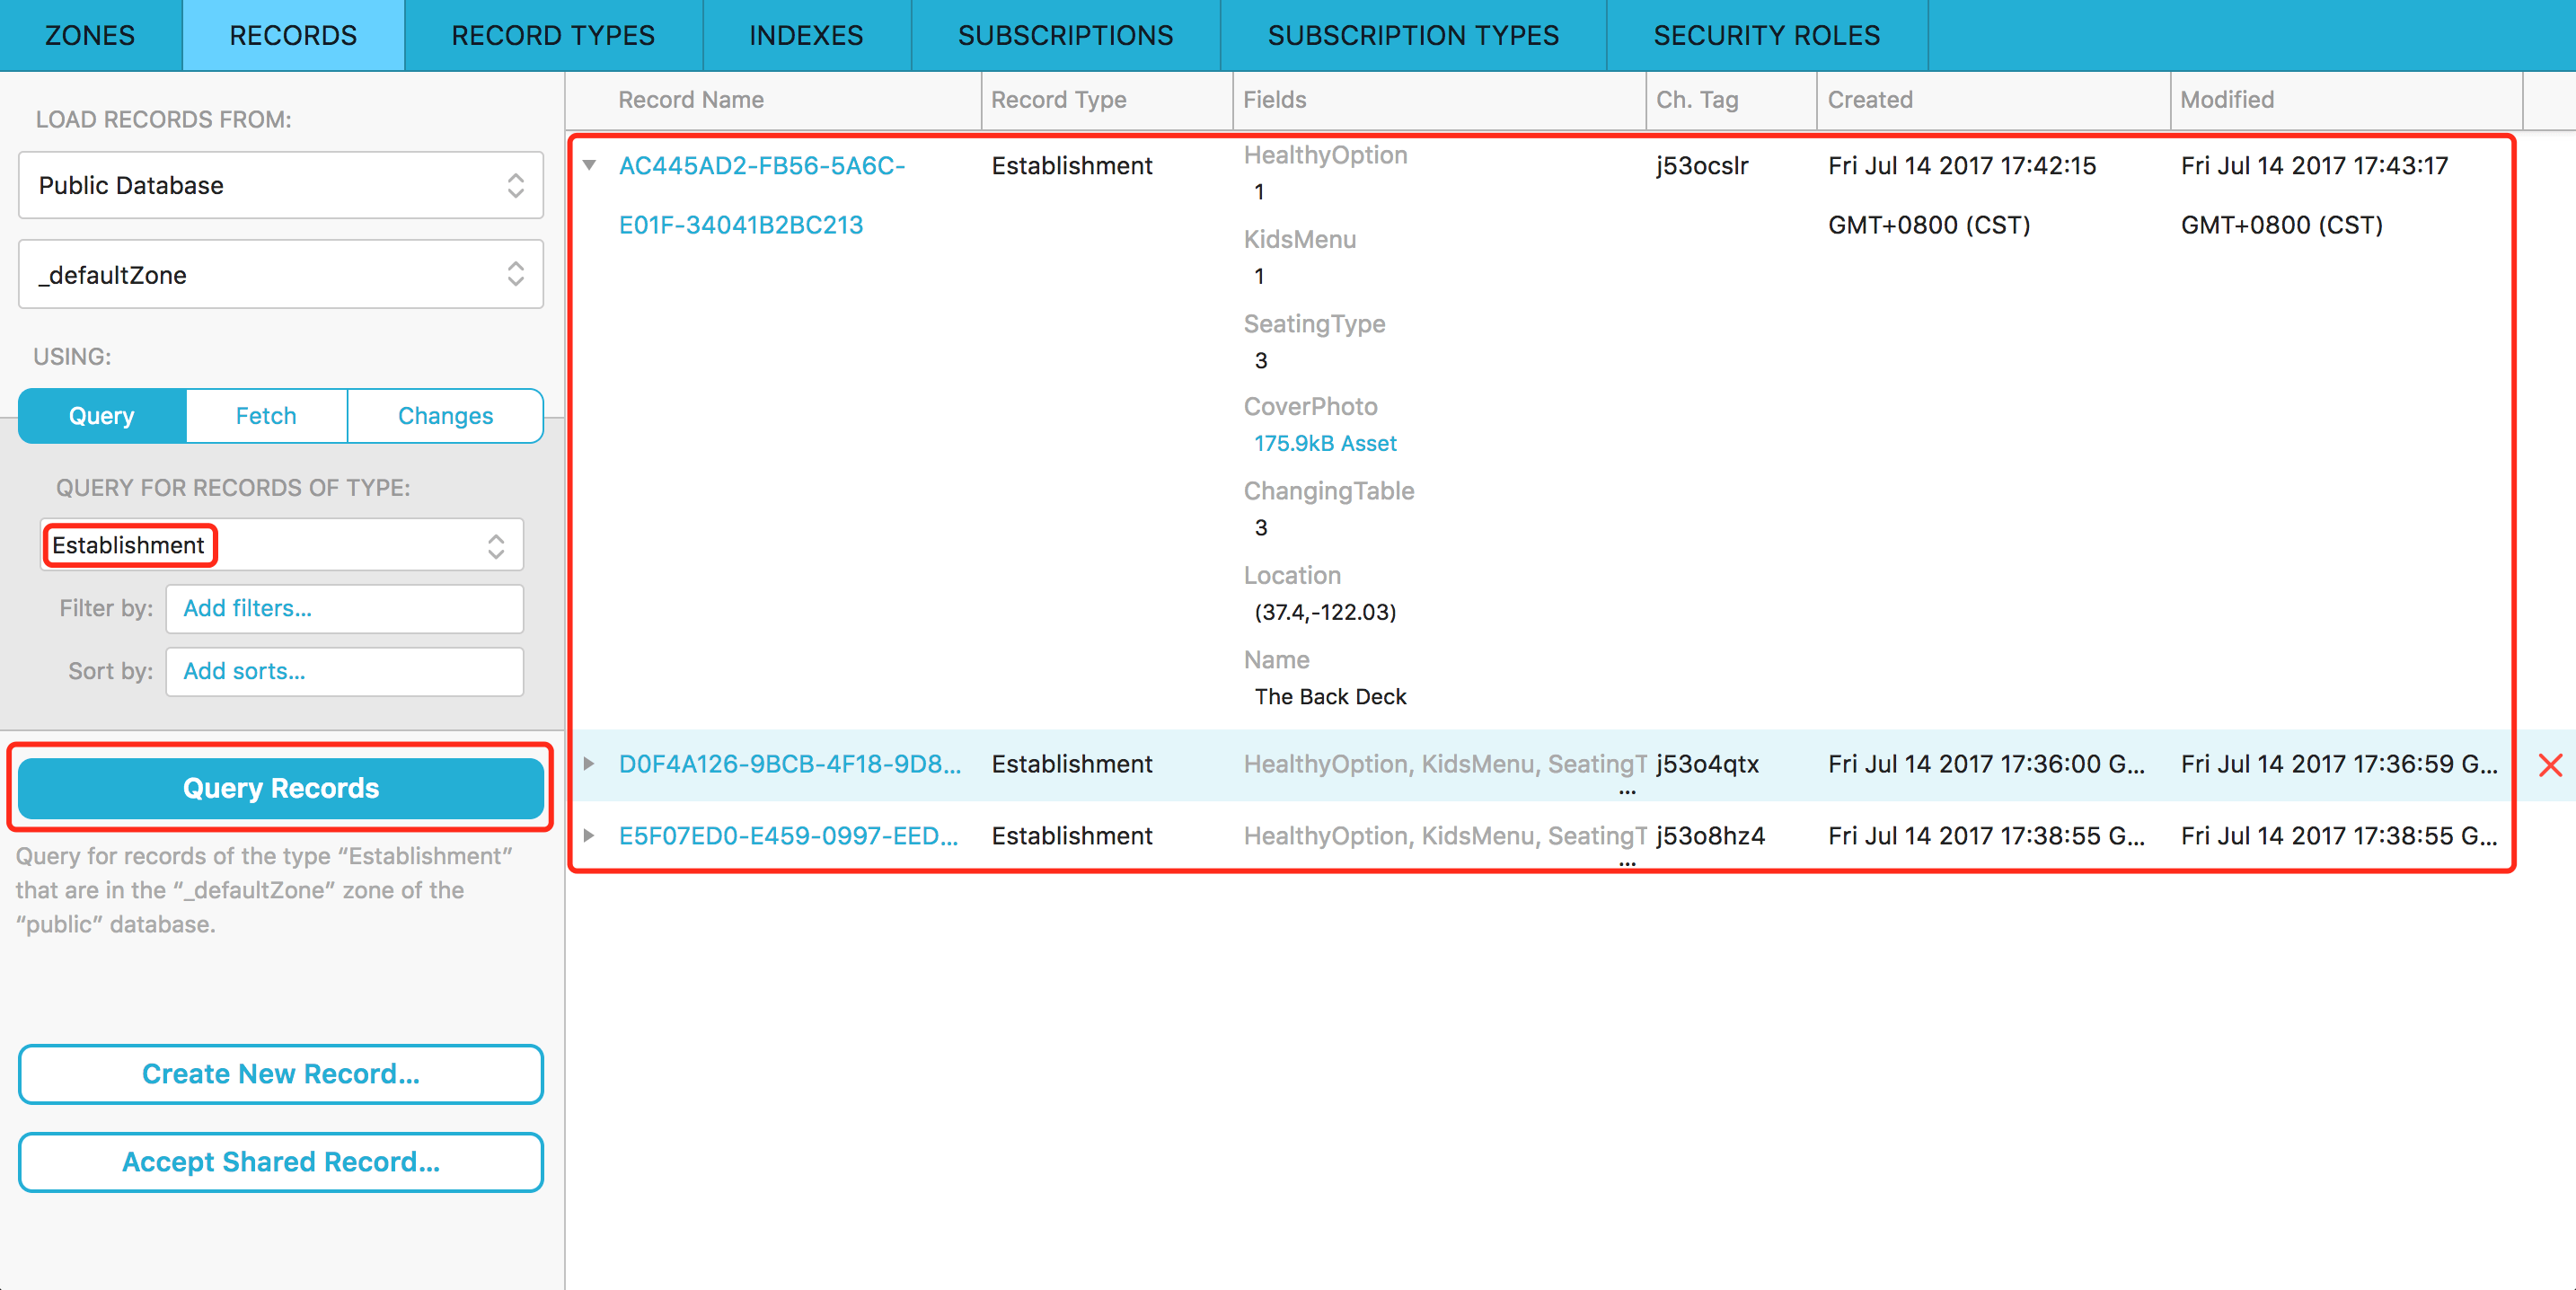 ZONES
RECORDS
RECORD TYPES
INDEXES
SUBSCRIPTIONS
SUBSCRIPTION TYPES
SECURITY ROLES
LOAD RECORDS FROM:
Public Database
_defaultZone
USING:
Query
Fetch
Changes
QUERY FOR RECORDS OF TYPE:
Establishment
Filter by: Add filters...
Sort by: Add sorts...
Query Records
Query for records of the type “Establishment”
that are in the “_defaultZone” zone of the
“public” database.
Create New Record...
Accept Shared Record...
Record Name
Record Type
Fields
Ch. Tag
Created
Modified
AC445AD2-FB56-5A6C-
E01F-34041B2BC213
Establishment
HealthyOption
1
KidsMenu
1
SeatingType
3
CoverPhoto
175.9kB Asset
ChangingTable
3
Location
(37.4,-122.03)
Name
The Back Deck
j53ocslr
Fri Jul 14 2017 17:42:15
GMT+0800 (CST)
Fri Jul 14 2017 17:43:17
GMT+0800 (CST)
D0F4A126-9BCB-4F18-9D8...
Establishment
HealthyOption, KidsMenu, SeatingT
...
j53o4qtx
Fri Jul 14 2017 17:36:00 G...
Fri Jul 14 2017 17:36:59 G...
E5F07ED0-E459-0997-EED...
Establishment
HealthyOption, KidsMenu, SeatingT
...
j53o8hz4
Fri Jul 14 2017 17:38:55 G...
Fri Jul 14 2017 17:38:55 G...